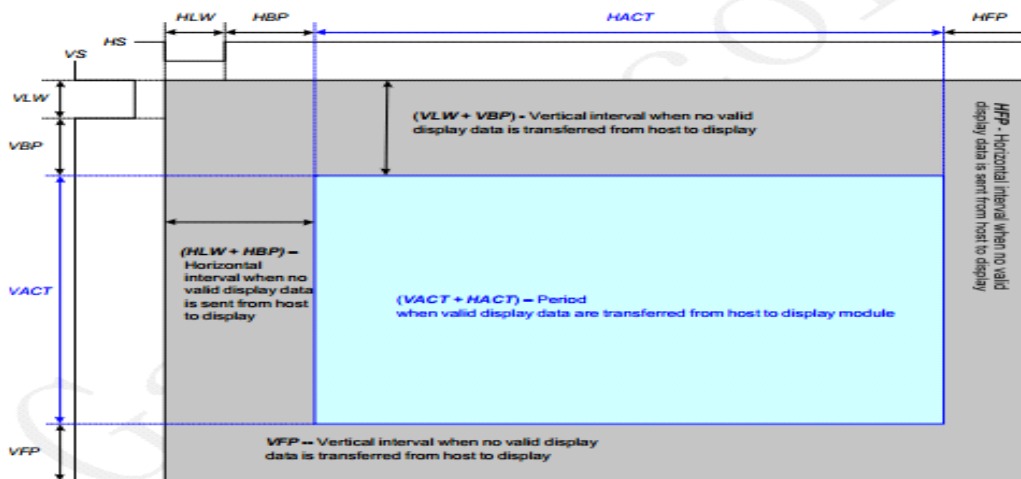 HLW HBP HACT HFP
HS
VS
VLW
(VLW + VBP) - Vertical interval when no valid
display data is transferred from host to display
HFP - Horizontal interval when no valid
display data is sent from host to display
VBP
(HLW + HBP) –
Horizontal
interval when no
valid display data
is sent from host
to display
VACT
(VACT + HACT) – Period
when valid display data are transferred from host to display module
VFP – Vertical interval when no valid display
data is transferred from host to display
VFP